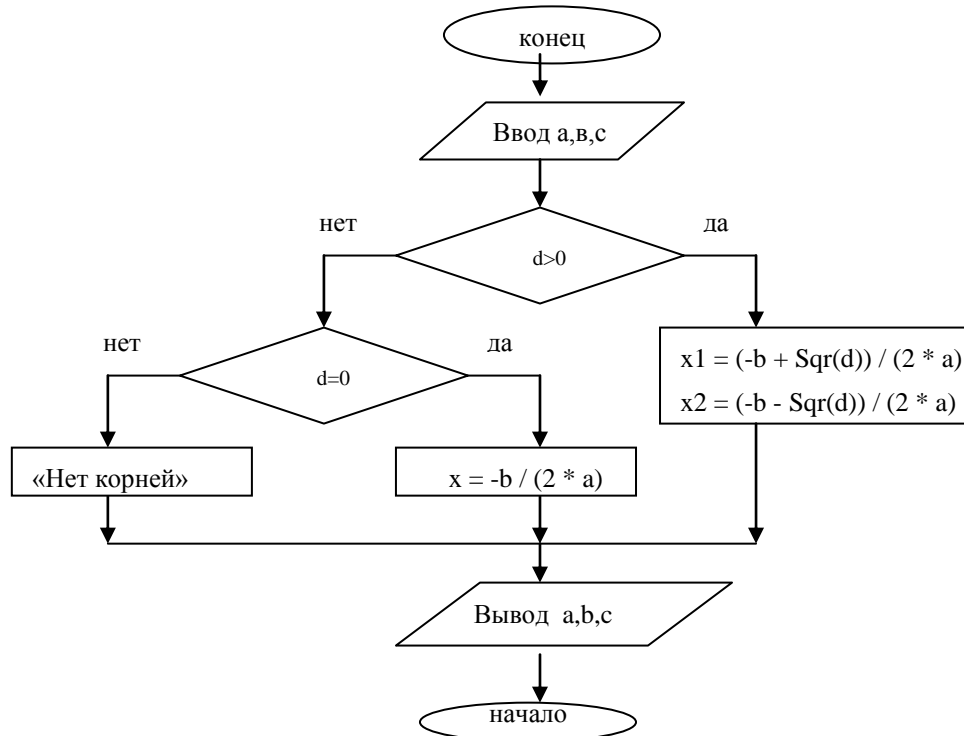 конец
Ввод а,в,с
нет
да
d>0
нет
да
d=0
x1 = (-b + Sqr(d)) / (2 * a)
x2 = (-b - Sqr(d)) / (2 * a)
«Нет корней»
x = -b / (2 * a)
Вывод a,b,c
начало